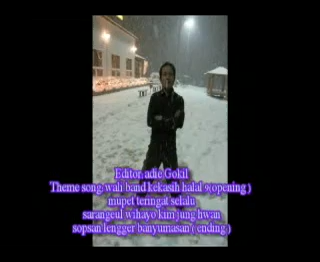 Editor: adie Gokil
Theme song: wali band kekasih halal 9(opening )
mupet teringat selalu
sarangeul wihayo kim jung hwan
sopsan lengger banyumasan ( ending )